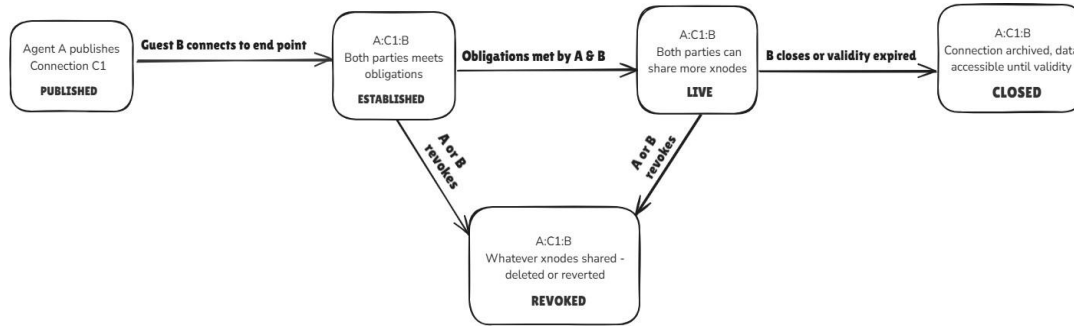 Agent A publishes
Connection C1
PUBLISHED
Guest B connects to end point
A:C1:B
Both parties meets
obligations
ESTABLISHED
Obligations met by A & B
A:C1:B
Both parties can
share more xnodes
LIVE
B closes or validity expired
A:C1:B
Connection archived, data
accessible until validity
CLOSED
A or B
revokes
A or B
revokes
A:C1:B
Whatever xnodes shared -
deleted or reverted
REVOKED